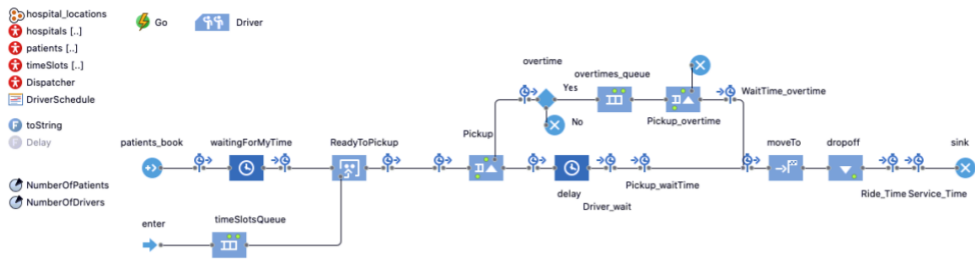 hospital_locations
hospitals [..]
patients [..]
timeSlots [..]
Dispatcher
DriverSchedule
toString
Delay
NumberOfPatients
NumberOfDrivers
Go
Driver
overtime
overtimes_queue
Yes
No
Pickup_overtime
WaitTime_overtime
patients_book
waitingForMyTime
ReadyToPickup
Pickup
moveTo
dropoff
sink
delay
Driver_wait
Pickup_waitTime
Ride_Time Service_Time
enter
timeSlotsQueue